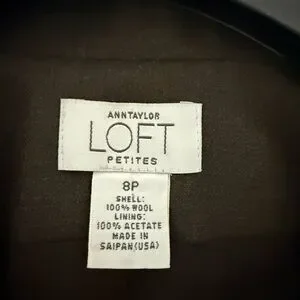 ANNTAYLOR
LOFT
PETITES
8P
SHELL:
100% WOOL
LINING:
100% ACETATE
MADE IN
SAIPAN(USA)